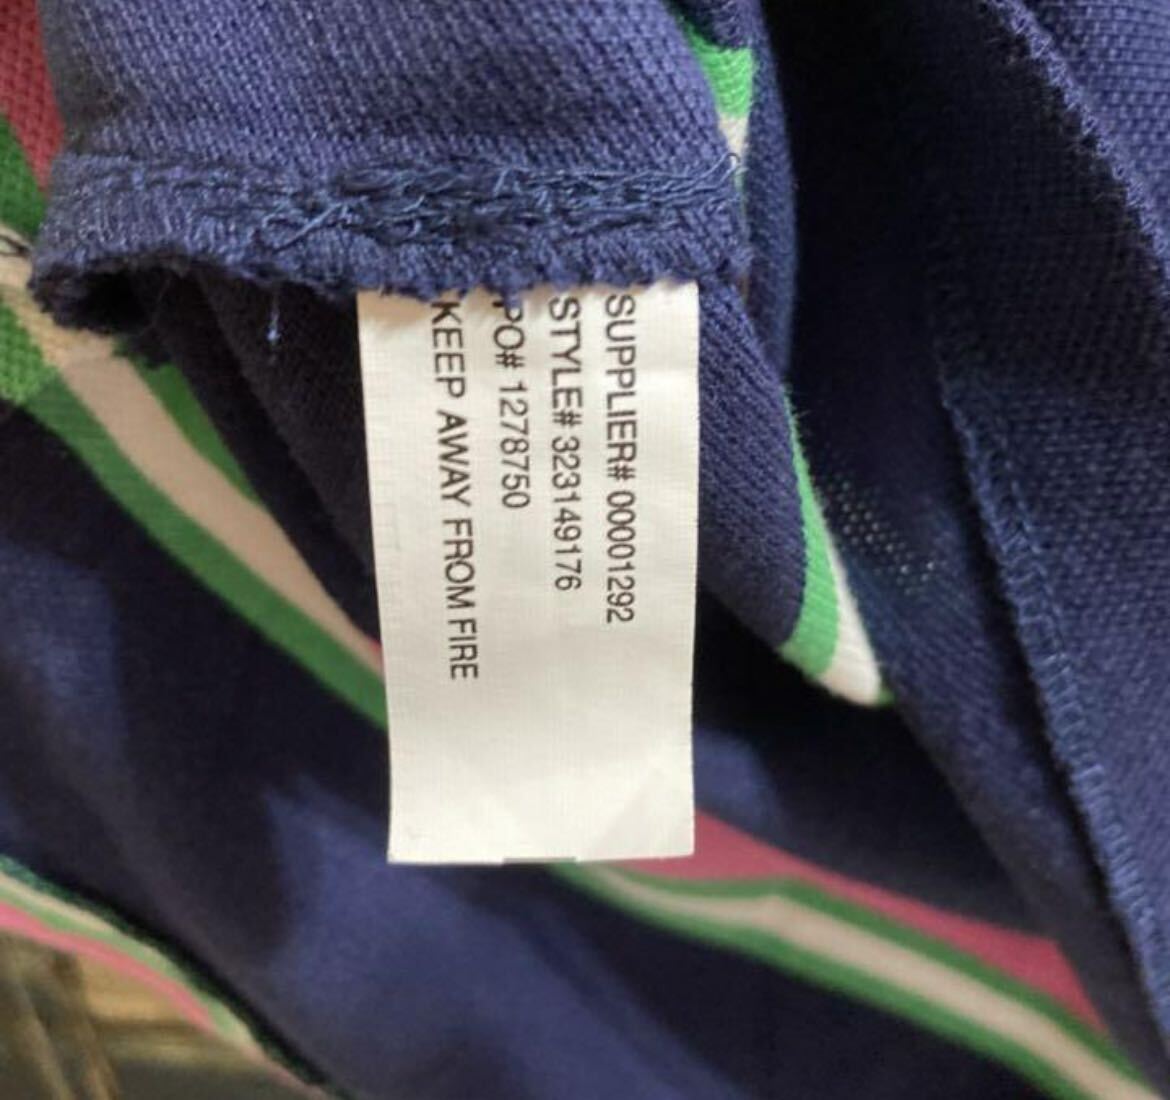 SUPPLIER# 00001292
STYLE# 323149176
PO# 1278750
KEEP AWAY FROM FIRE